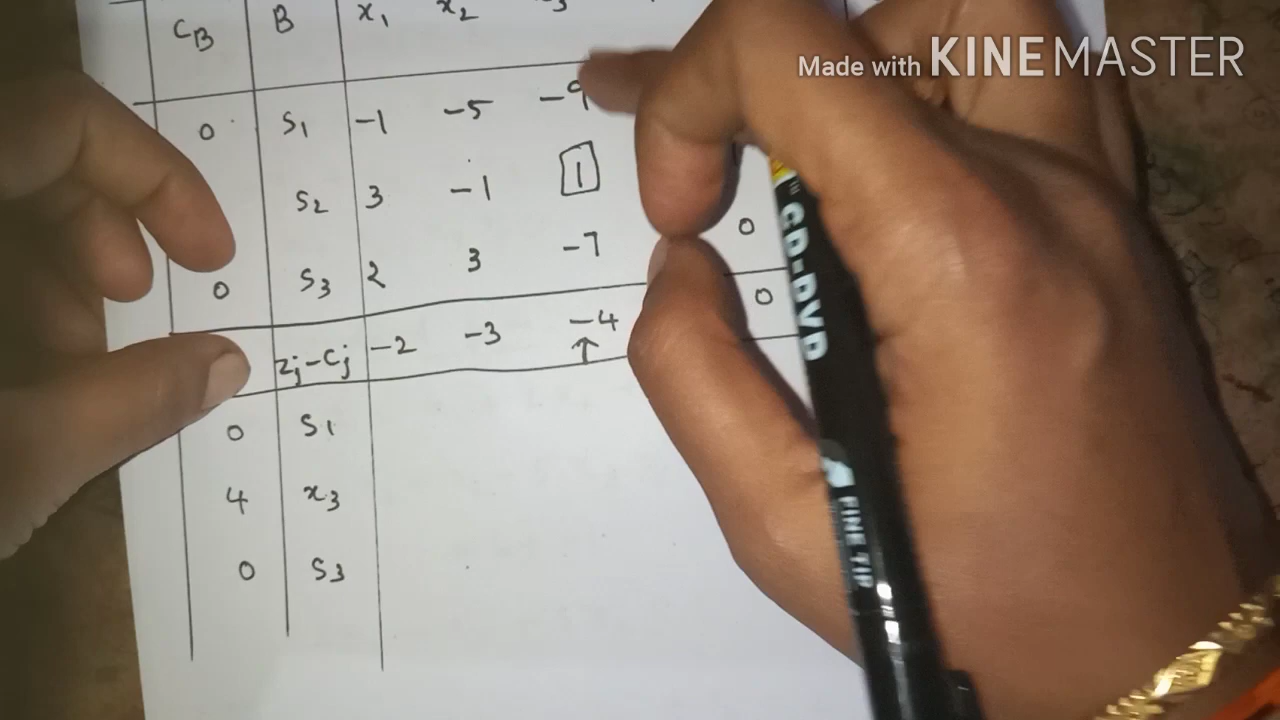 Made with KINEMASTER
CB B x1 x2
0 S1 -1 -5 -9
S2 3 -1 1
0 S3 2 3 -7 0
0
zj-cj -2 -3 -4 ↑
0 S1
4 x3
0 S3
CD-DVD
FINE TIP